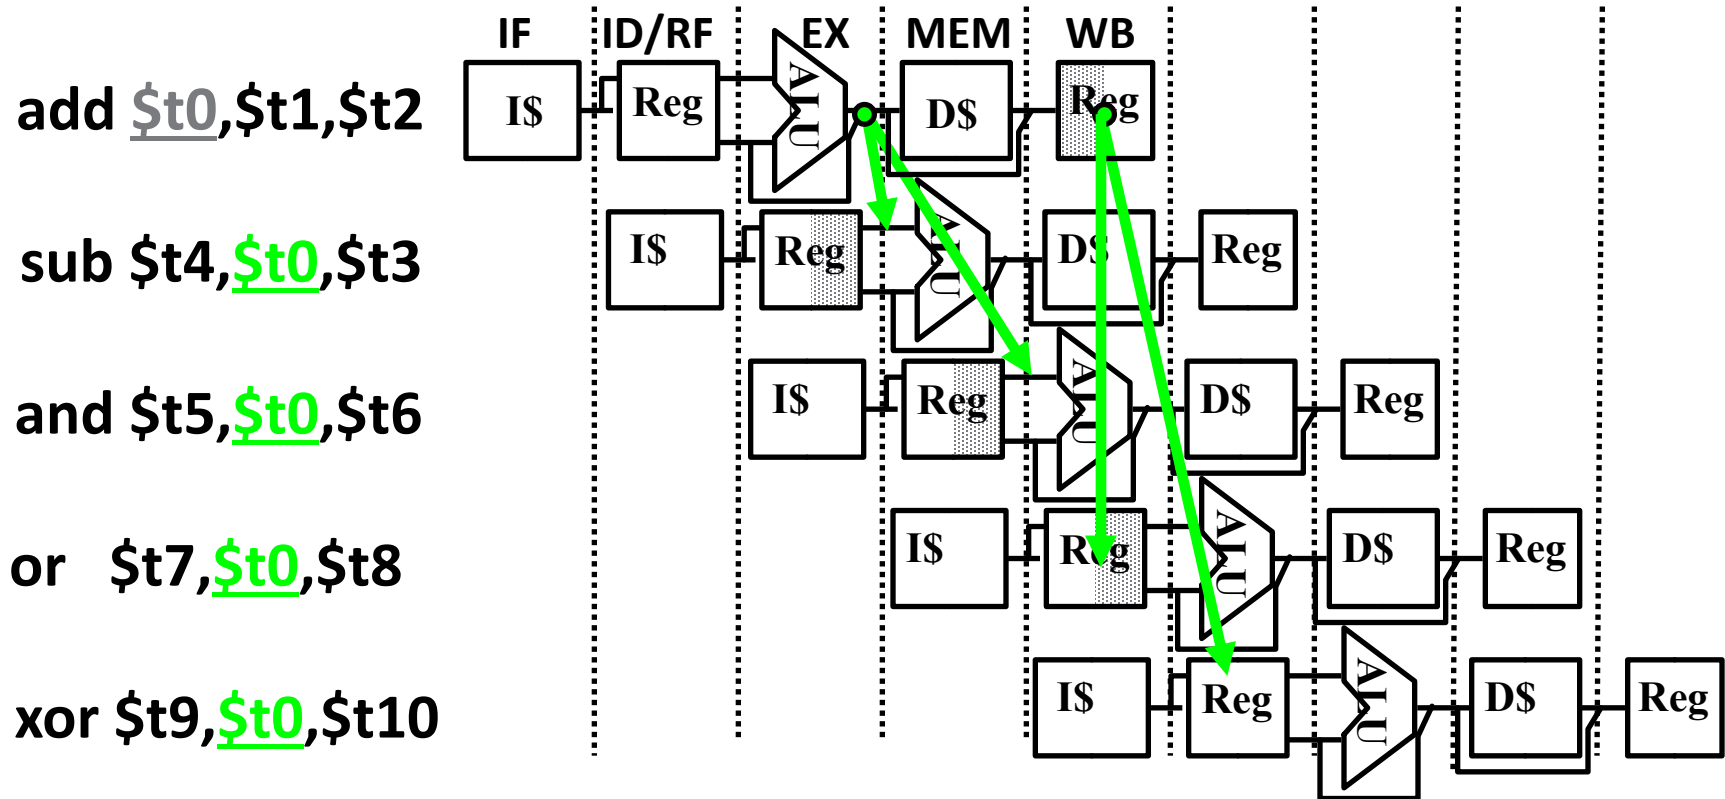 IF ID/RF EX MEM WB
add $t0,$t1,$t2 I$ Reg ALU D$ Reg
sub $t4,$t0,$t3 I$ Reg ALU D$ Reg
and $t5,$t0,$t6 I$ Reg ALU D$ Reg
or $t7,$t0,$t8 I$ Reg ALU D$ Reg
xor $t9,$t0,$t10 I$ Reg ALU D$ Reg